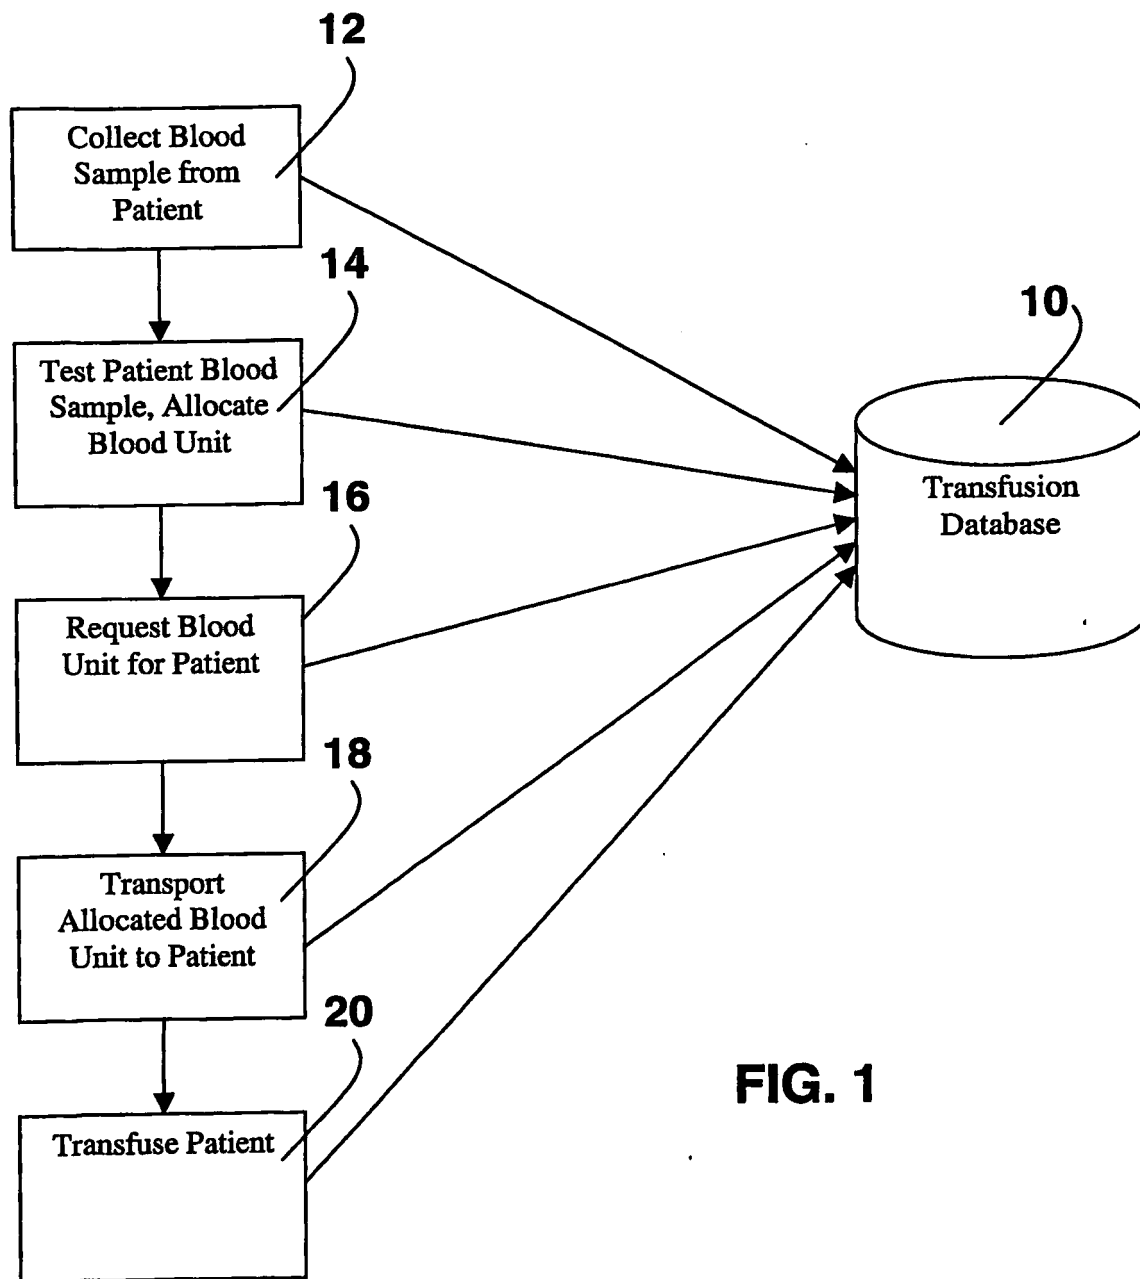 12
Collect Blood
Sample from
Patient
14
Test Patient Blood
Sample, Allocate
Blood Unit
10
Transfusion
Database
16
Request Blood
Unit for Patient
18
Transport
Allocated Blood
Unit to Patient
20
Transfuse Patient
FIG. 1